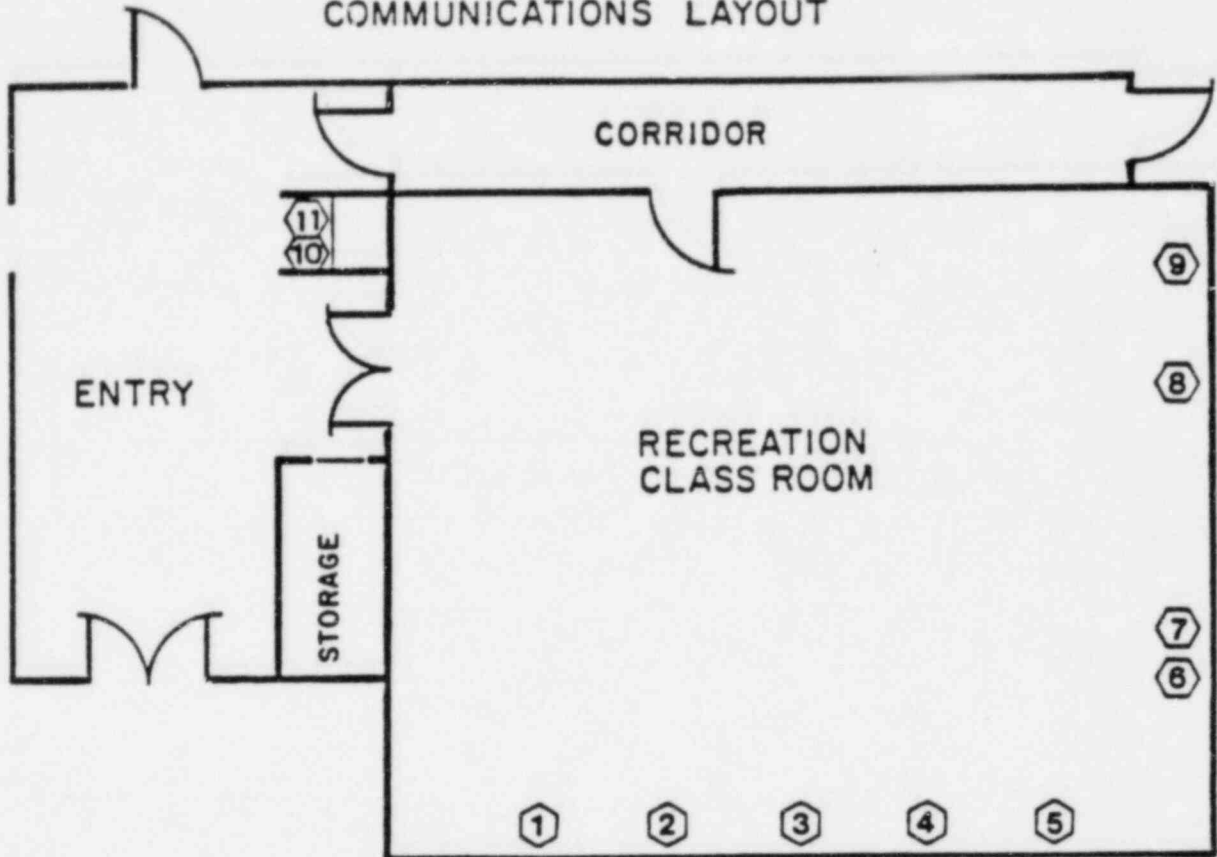 COMMUNICATIONS LAYOUT
CORRIDOR
11
10
9
ENTRY
8
RECREATION
CLASS ROOM
STORAGE
7
6
1 2 3 4 5